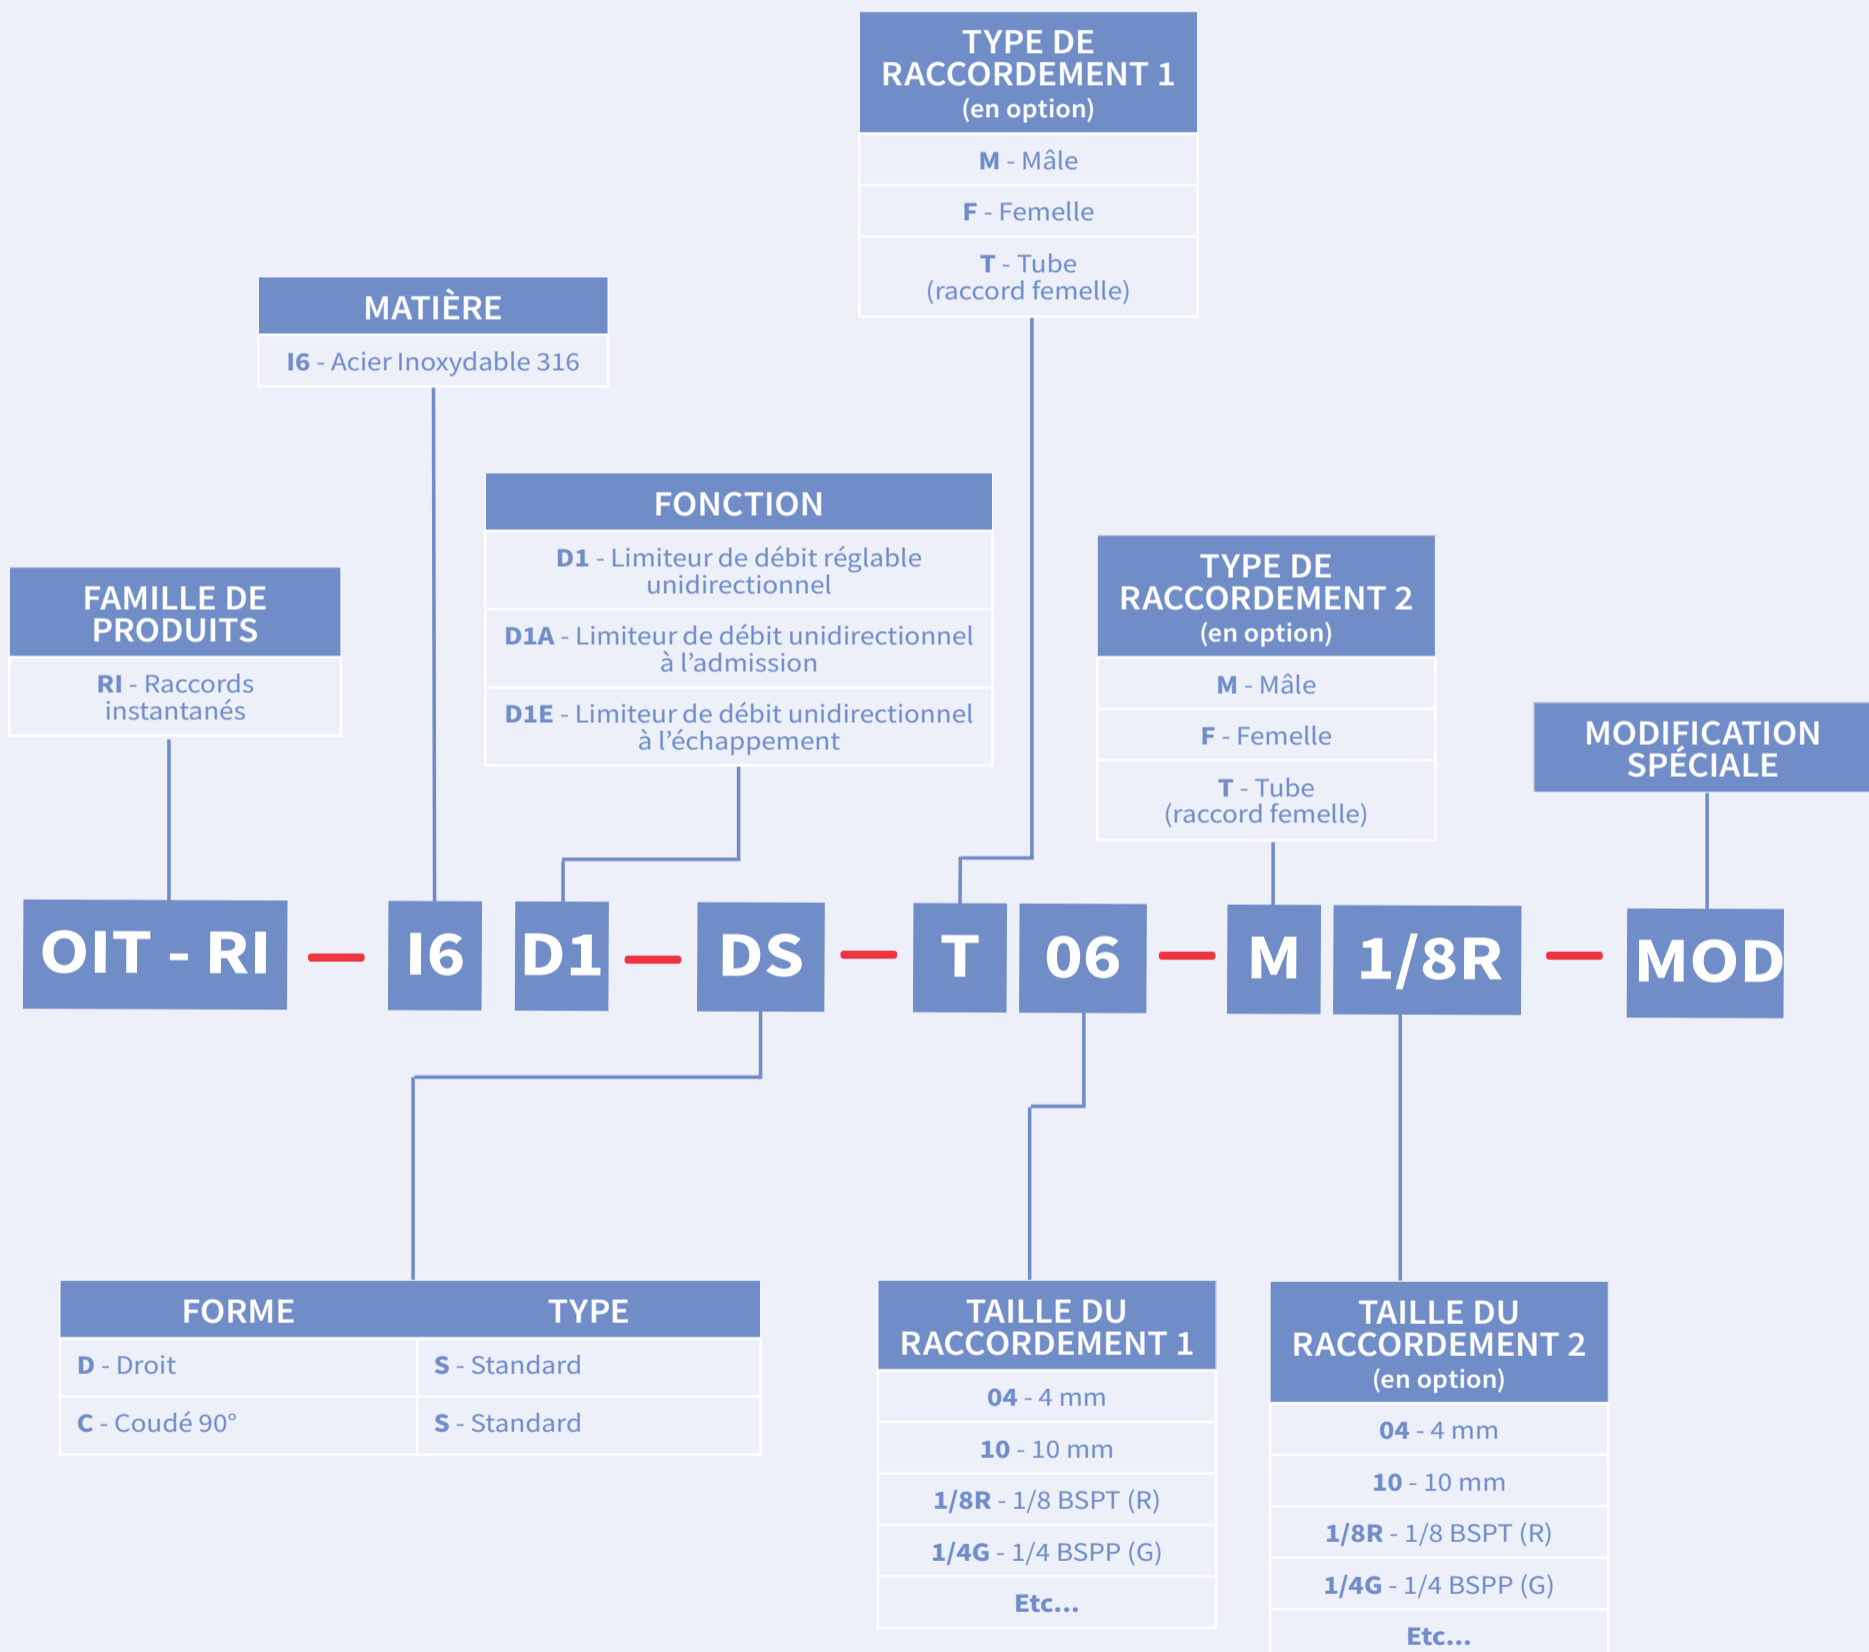 TYPE DE
RACCORDEMENT 1
(en option)
M - Mâle
F - Femelle
T - Tube
(raccord femelle)
MATIÈRE
I6 - Acier Inoxydable 316
FONCTION
D1 - Limiteur de débit réglable
unidirectionnel
D1A - Limiteur de débit unidirectionnel
à l’admission
D1E - Limiteur de débit unidirectionnel
à l’échappement
TYPE DE
RACCORDEMENT 2
(en option)
M - Mâle
F - Femelle
T - Tube
(raccord femelle)
FAMILLE DE
PRODUITS
RI - Raccords
instantanés
MODIFICATION
SPÉCIALE
OIT - RI — I6 D1 — DS — T 06 — M 1/8R — MOD
FORME TYPE
D - Droit S - Standard
C - Coudé 90° S - Standard
TAILLE DU
RACCORDEMENT 1
04 - 4 mm
10 - 10 mm
1/8R - 1/8 BSPT (R)
1/4G - 1/4 BSPP (G)
Etc...
TAILLE DU
RACCORDEMENT 2
(en option)
04 - 4 mm
10 - 10 mm
1/8R - 1/8 BSPT (R)
1/4G - 1/4 BSPP (G)
Etc...